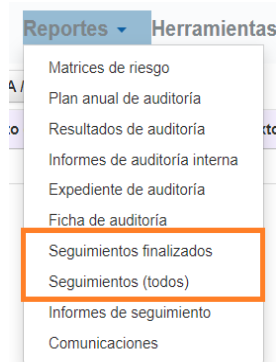 Reportes Herramientas
A /
Matrices de riesgo
Plan anual de auditoría
Resultados de auditoría
Informes de auditoría interna
Expediente de auditoría
Ficha de auditoría
Seguimientos finalizados
Seguimientos (todos)
Informes de seguimiento
Comunicaciones